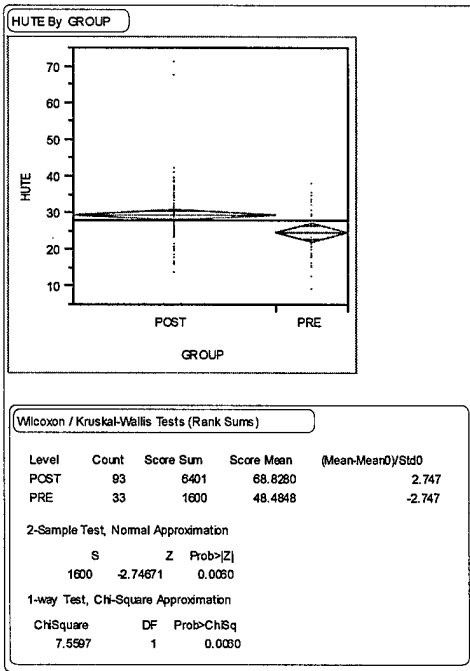 HUTE By GROUP
70
60
50
40
30
20
10
HUTE
POST PRE
GROUP
Wilcoxon / Kruskal-Wallis Tests (Rank Sums)
Level Count Score Sum Score Mean (Mean-Mean0)/Std0
POST 93 6401 68.8280 2.747
PRE 33 1600 48.4848 -2.747
2-Sample Test, Normal Approximation
S Z Prob>|Z|
1600 -2.74671 0.0060
1-way Test, Chi-Square Approximation
ChiSquare DF Prob>ChiSq
7.5597 1 0.0060